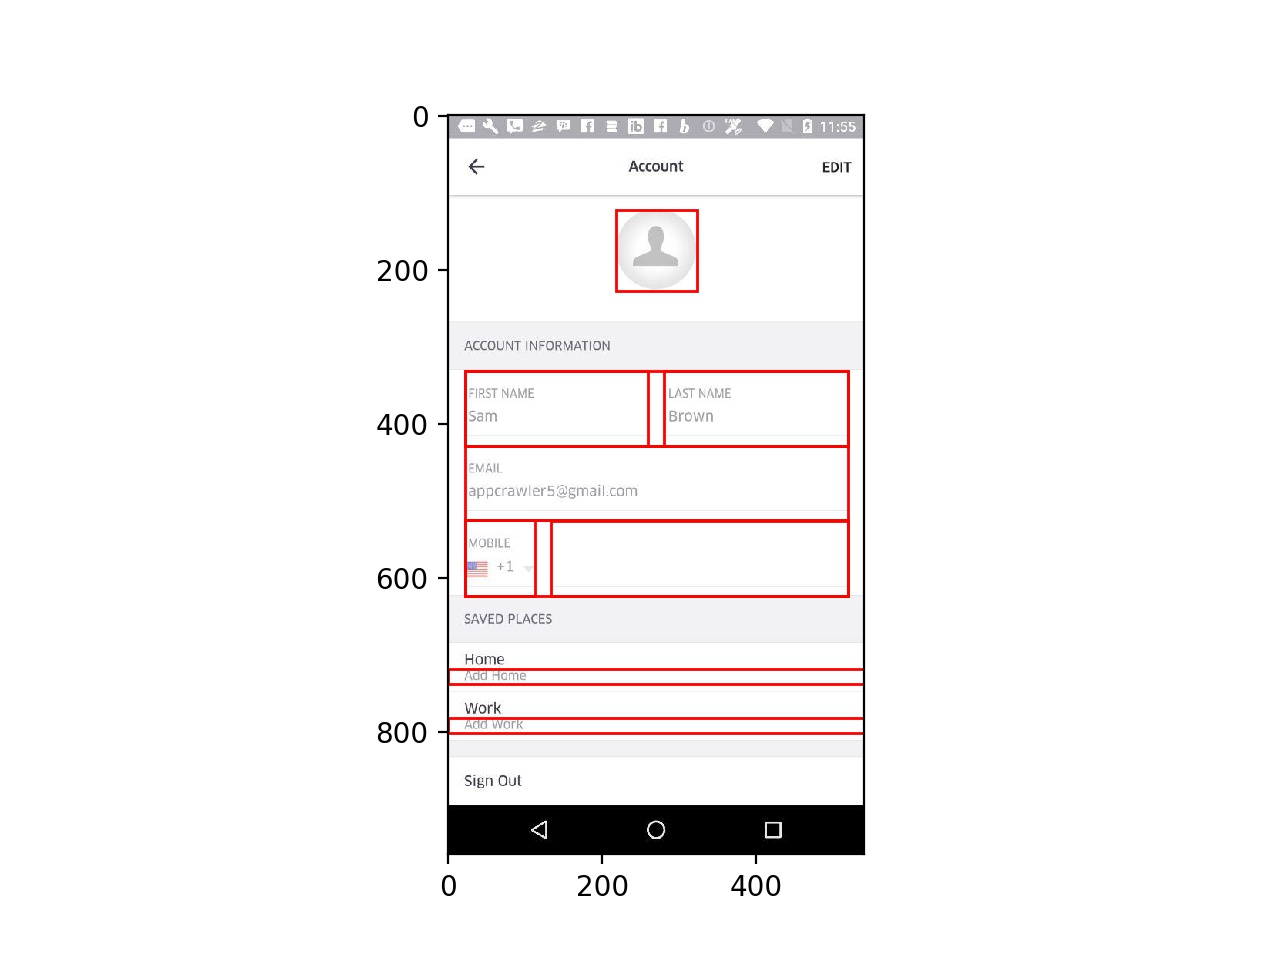 0
11:55
Account
EDIT
200
ACCOUNT INFORMATION
FIRST NAME
LAST NAME
400
Sam
Brown
EMAIL
appcrawler5@gmail.com
MOBILE
600
+1
SAVED PLACES
Home
Add Home
Work
Add Work
800
Sign Out
0
200
400